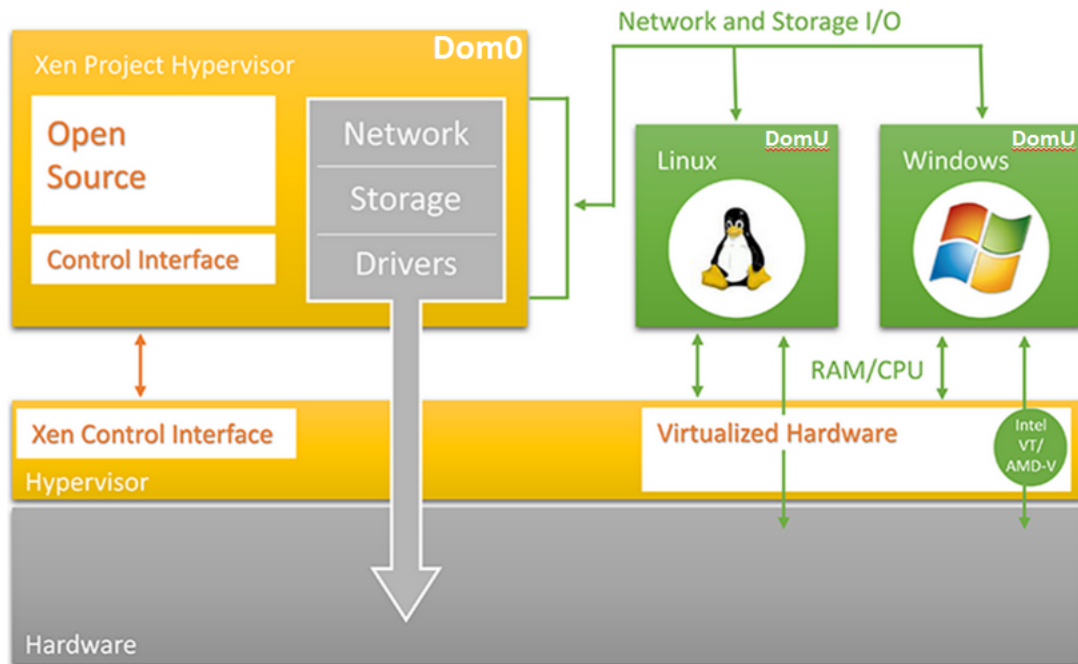 Network and Storage I/O
Dom0
Xen Project Hypervisor
Open
Source
Control Interface
Network
Storage
Drivers
DomU
Linux
DomU
Windows
RAM/CPU
Xen Control Interface
Hypervisor
Virtualized Hardware
Intel
VT/
AMD-V
Hardware